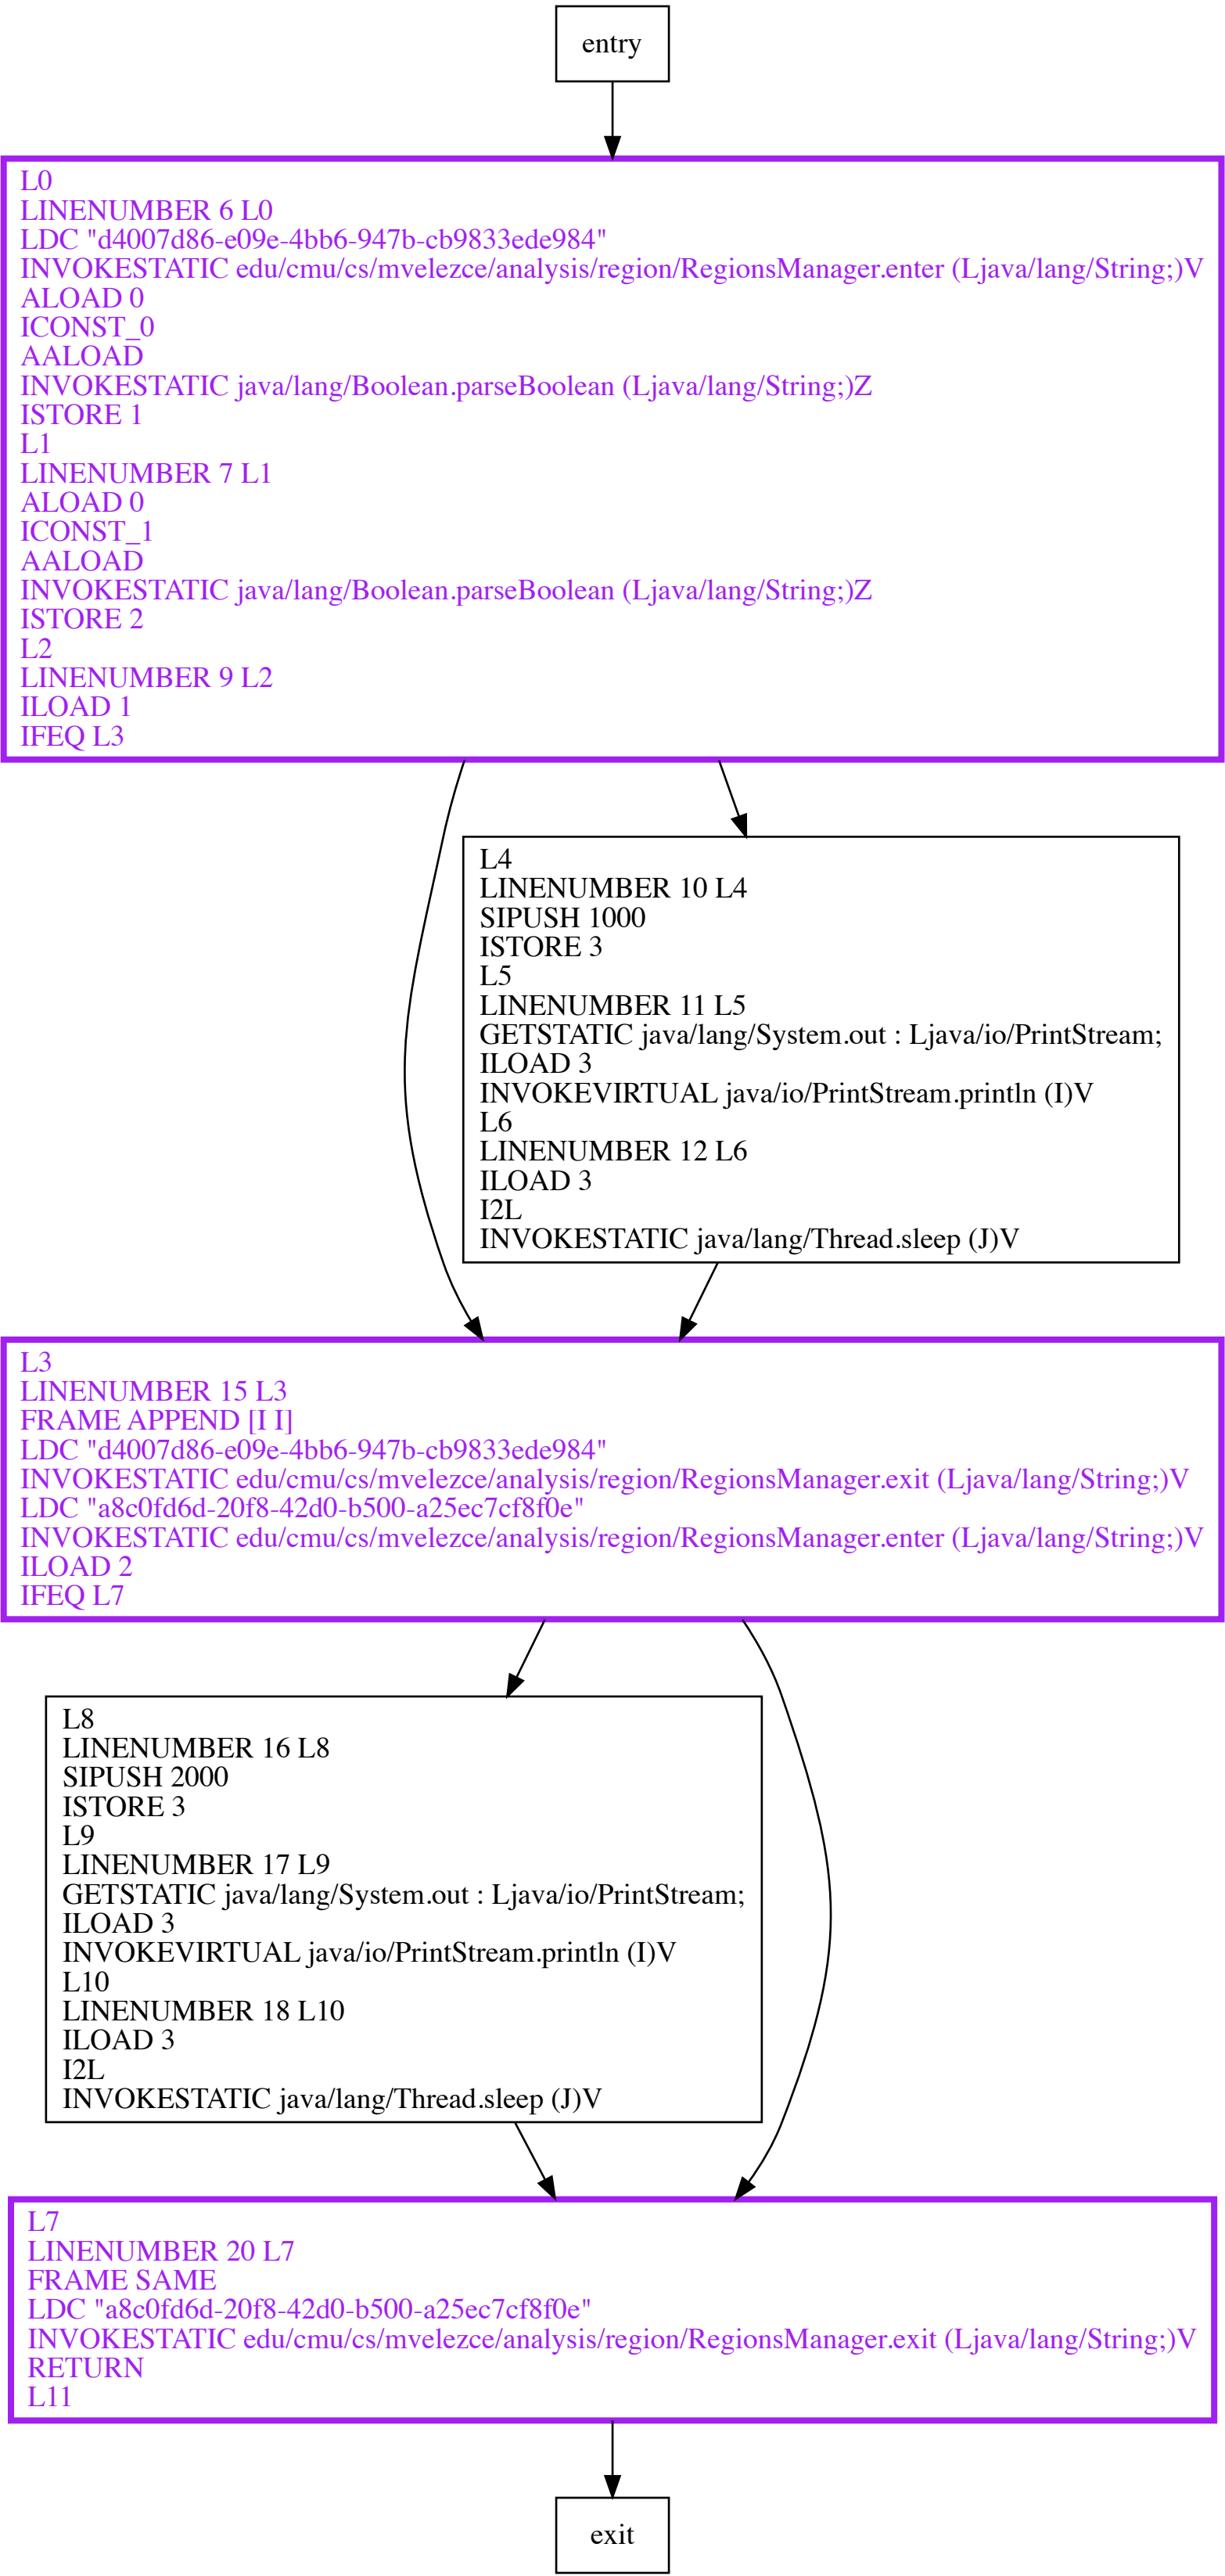 entry
L0
LINENUMBER 6 L0
LDC "d4007d86-e09e-4bb6-947b-cb9833ede984"
INVOKESTATIC edu/cmu/cs/mvelezce/analysis/region/RegionsManager.enter (Ljava/lang/String;)V
ALOAD 0
ICONST_0
AALOAD
INVOKESTATIC java/lang/Boolean.parseBoolean (Ljava/lang/String;)Z
ISTORE 1
L1
LINENUMBER 7 L1
ALOAD 0
ICONST_1
AALOAD
INVOKESTATIC java/lang/Boolean.parseBoolean (Ljava/lang/String;)Z
ISTORE 2
L2
LINENUMBER 9 L2
ILOAD 1
IFEQ L3
L4
LINENUMBER 10 L4
SIPUSH 1000
ISTORE 3
L5
LINENUMBER 11 L5
GETSTATIC java/lang/System.out : Ljava/io/PrintStream;
ILOAD 3
INVOKEVIRTUAL java/io/PrintStream.println (I)V
L6
LINENUMBER 12 L6
ILOAD 3
I2L
INVOKESTATIC java/lang/Thread.sleep (J)V
L3
LINENUMBER 15 L3
FRAME APPEND [I I]
LDC "d4007d86-e09e-4bb6-947b-cb9833ede984"
INVOKESTATIC edu/cmu/cs/mvelezce/analysis/region/RegionsManager.exit (Ljava/lang/String;)V
LDC "a8c0fd6d-20f8-42d0-b500-a25ec7cf8f0e"
INVOKESTATIC edu/cmu/cs/mvelezce/analysis/region/RegionsManager.enter (Ljava/lang/String;)V
ILOAD 2
IFEQ L7
L8
LINENUMBER 16 L8
SIPUSH 2000
ISTORE 3
L9
LINENUMBER 17 L9
GETSTATIC java/lang/System.out : Ljava/io/PrintStream;
ILOAD 3
INVOKEVIRTUAL java/io/PrintStream.println (I)V
L10
LINENUMBER 18 L10
ILOAD 3
I2L
INVOKESTATIC java/lang/Thread.sleep (J)V
L7
LINENUMBER 20 L7
FRAME SAME
LDC "a8c0fd6d-20f8-42d0-b500-a25ec7cf8f0e"
INVOKESTATIC edu/cmu/cs/mvelezce/analysis/region/RegionsManager.exit (Ljava/lang/String;)V
RETURN
L11
exit